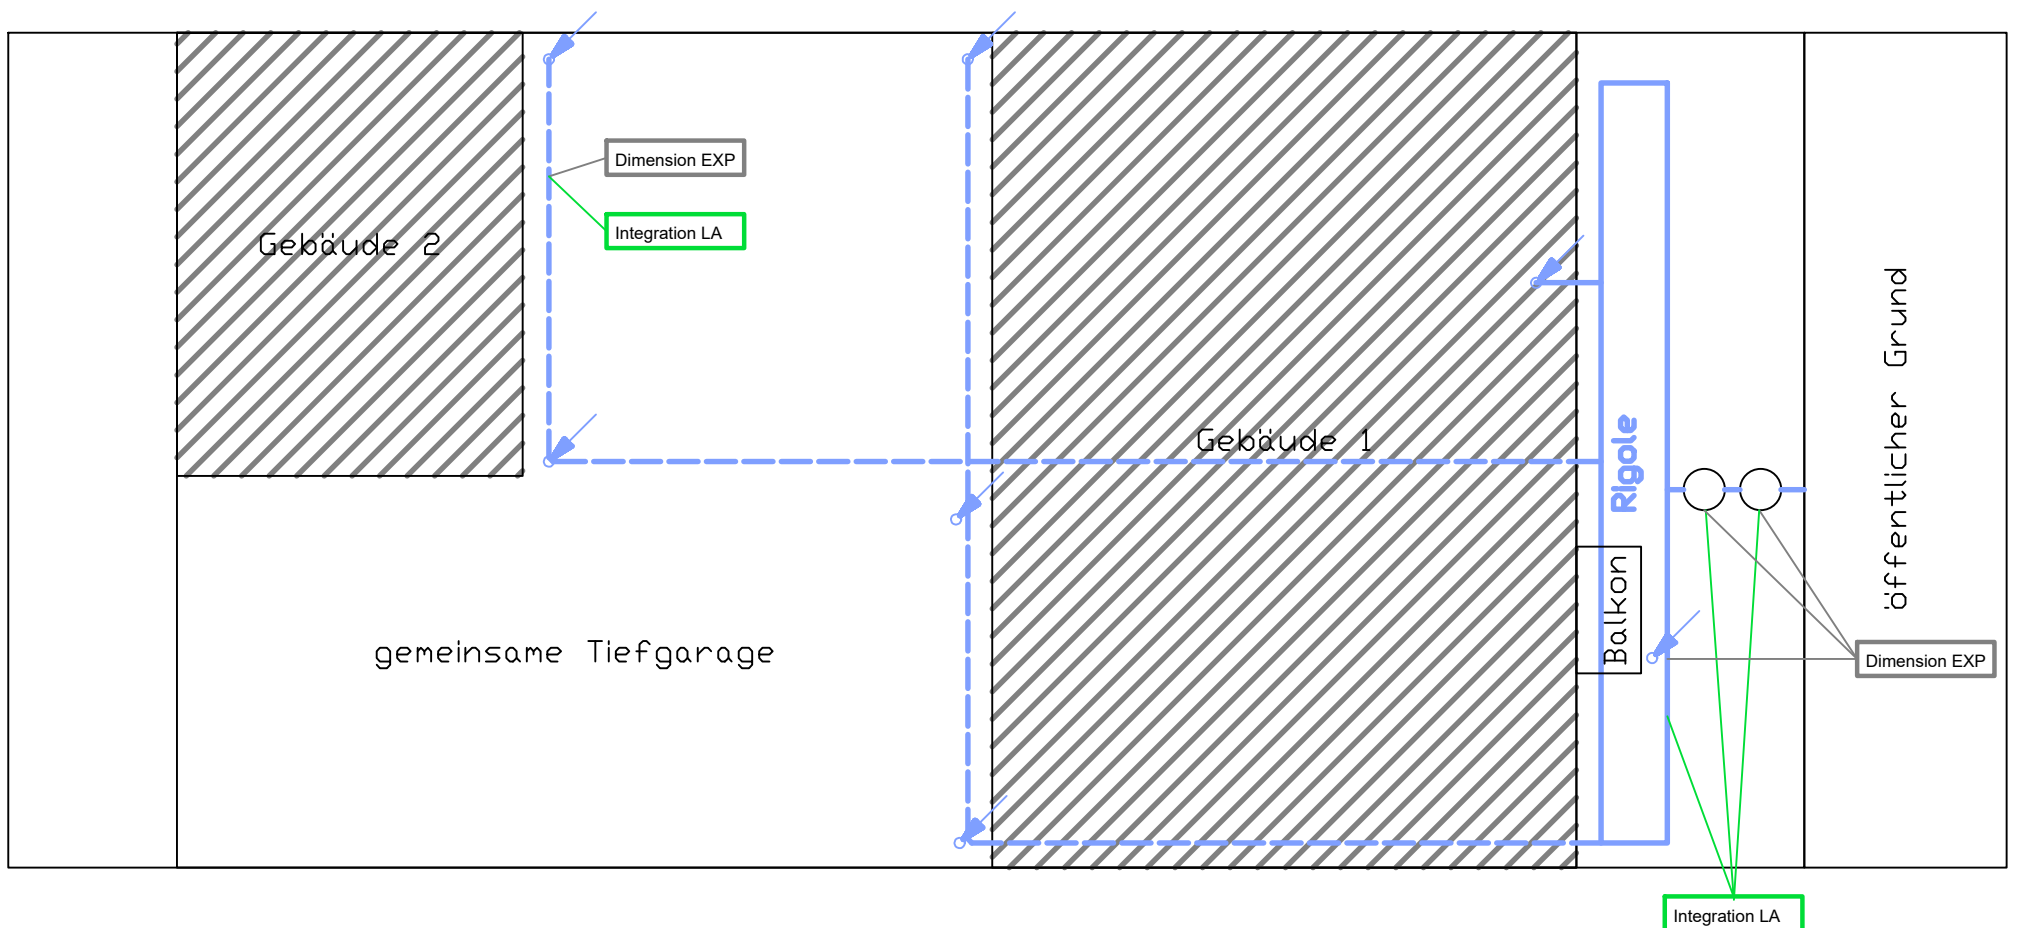 Dimension EXP
Integration LA
Gebäude 2
Gebäude 1
Rigole
öffentlicher Grund
Balkon
gemeinsame Tiefgarage
Dimension EXP
Integration LA